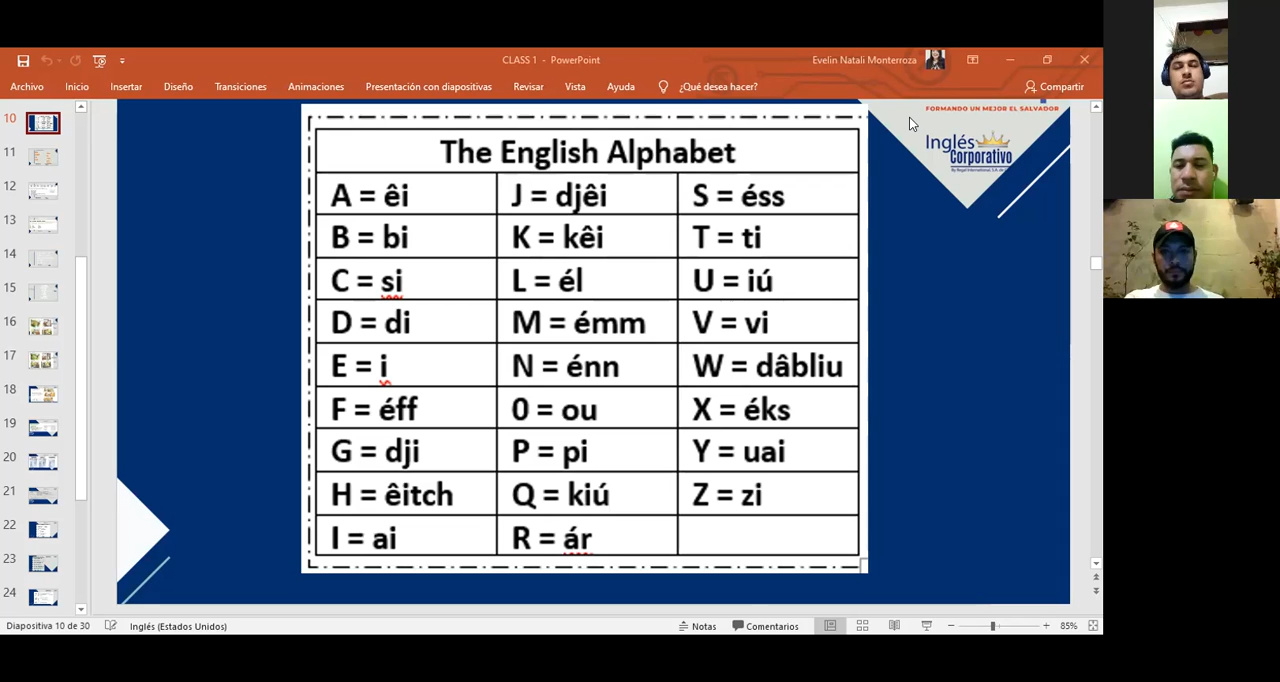 CLASS 1 - PowerPoint
Evelin Natali Monterroza
Archivo Inicio Insertar Diseño Transiciones Animaciones Presentación con diapositivas Revisar Vista Ayuda ¿Qué desea hacer? Compartir
10
11
12
13
14
15
16
17
18
19
20
21
22
23
24
FORMANDO UN MEJOR EL SALVADOR
Inglés
Corporativo
The English Alphabet
A = êi J = djêi S = éss
B = bi K = kêi T = ti
C = si L = él U = iú
D = di M = émm V = vi
E = i N = énn W = dâbliu
F = éff 0 = ou X = éks
G = dji P = pi Y = uai
H = êitch Q = kiú Z = zi
I = ai R = ár
Diapositiva 10 de 30 Inglés (Estados Unidos) Notas Comentarios 85%